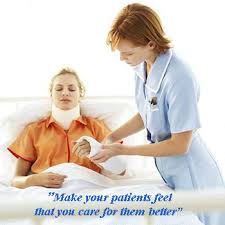 "Make your patients feel
that you care for them better"